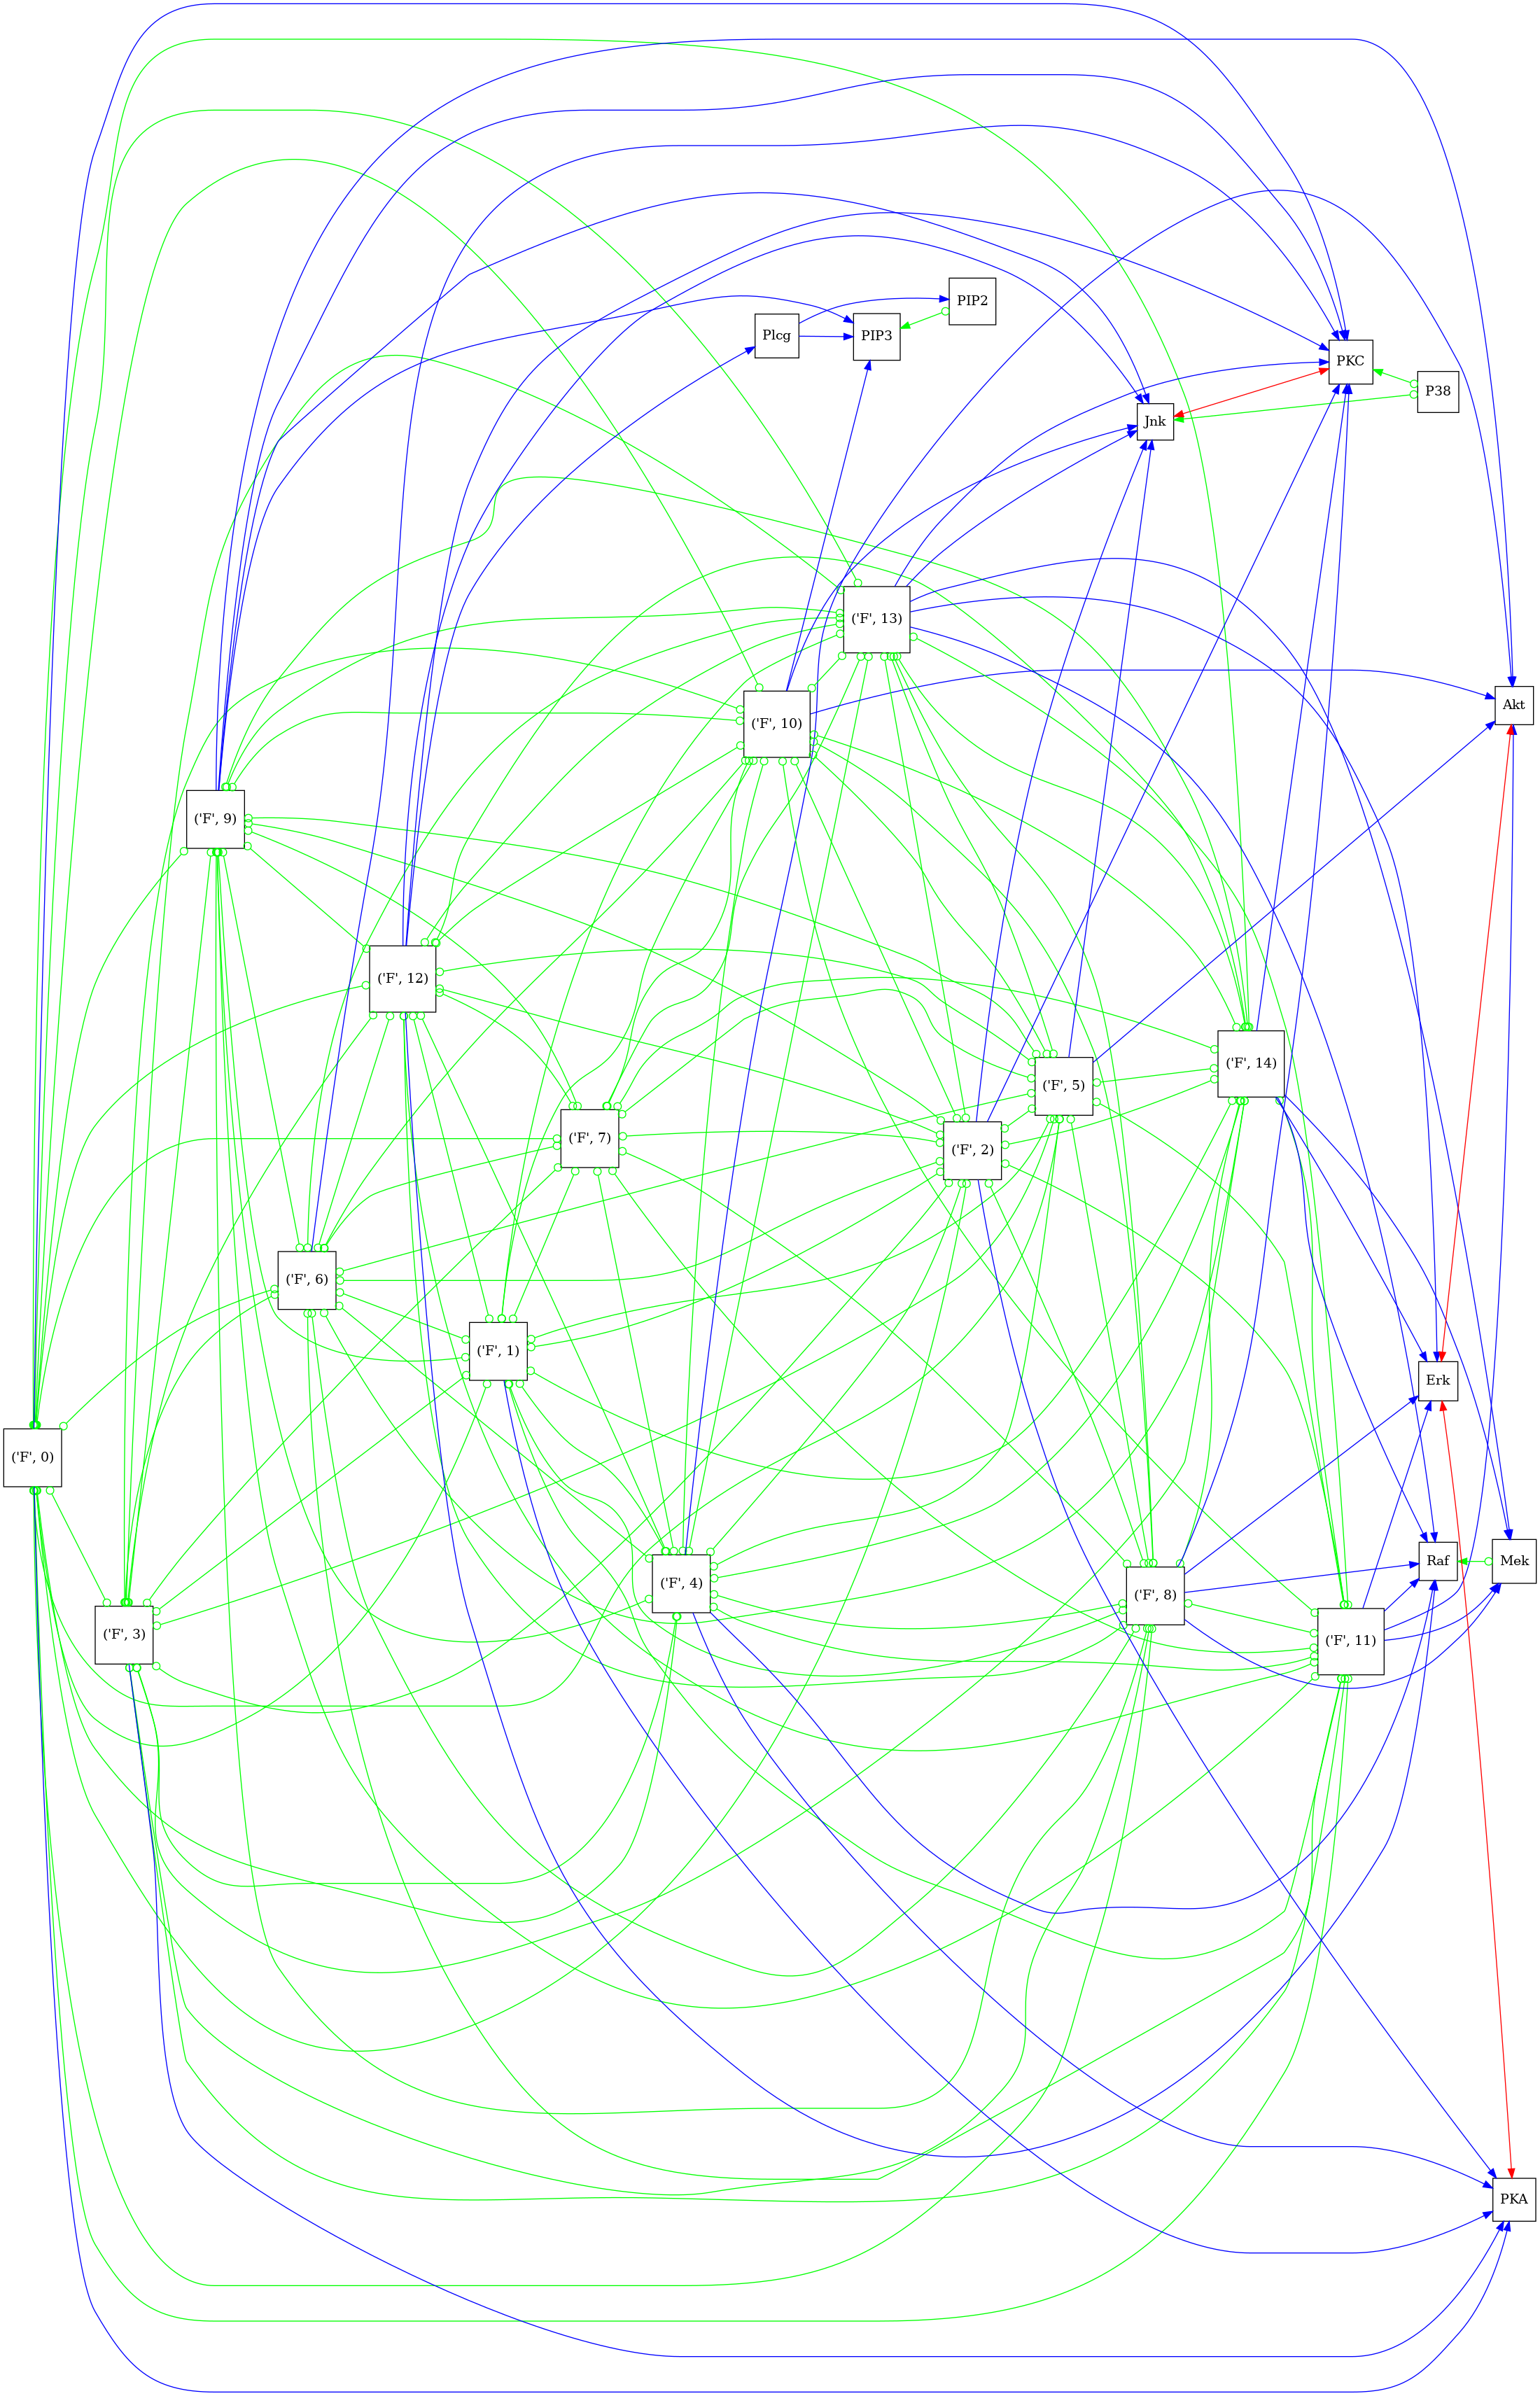 PIP2
Plcg
PIP3
PKC
P38
Jnk
('F', 13)
Akt
('F', 10)
('F', 9)
('F', 12)
('F', 14)
('F', 5)
('F', 7)
('F', 2)
('F', 6)
('F', 1)
Erk
('F', 0)
Raf
Mek
('F', 4)
('F', 8)
('F', 3)
('F', 11)
PKA